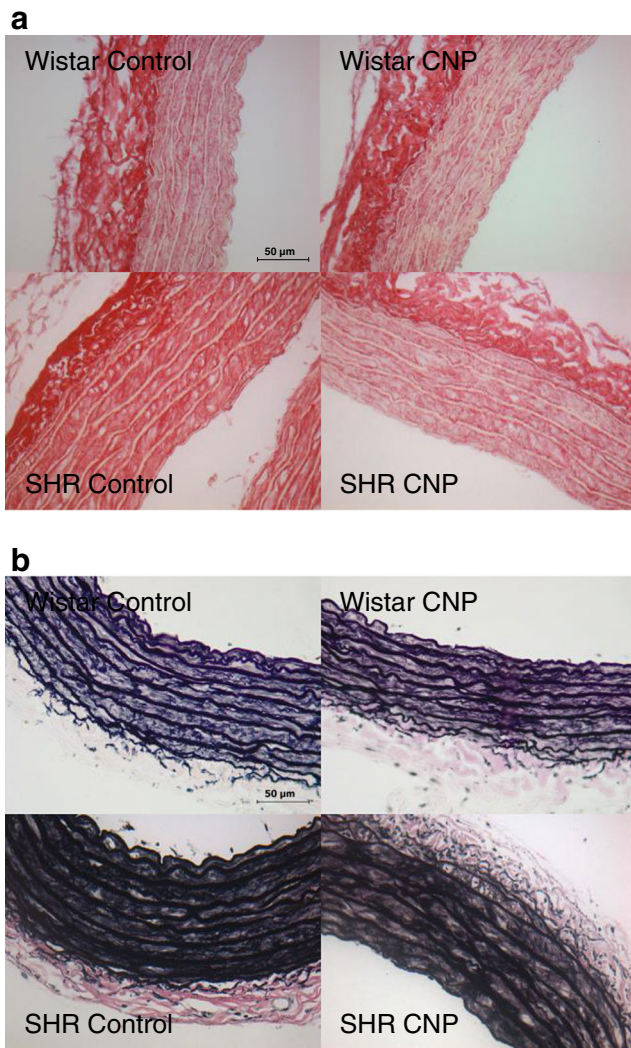 a
Wistar Control
Wistar CNP
50 µm
SHR Control
SHR CNP
b
Wistar Control
Wistar CNP
50 µm
SHR Control
SHR CNP